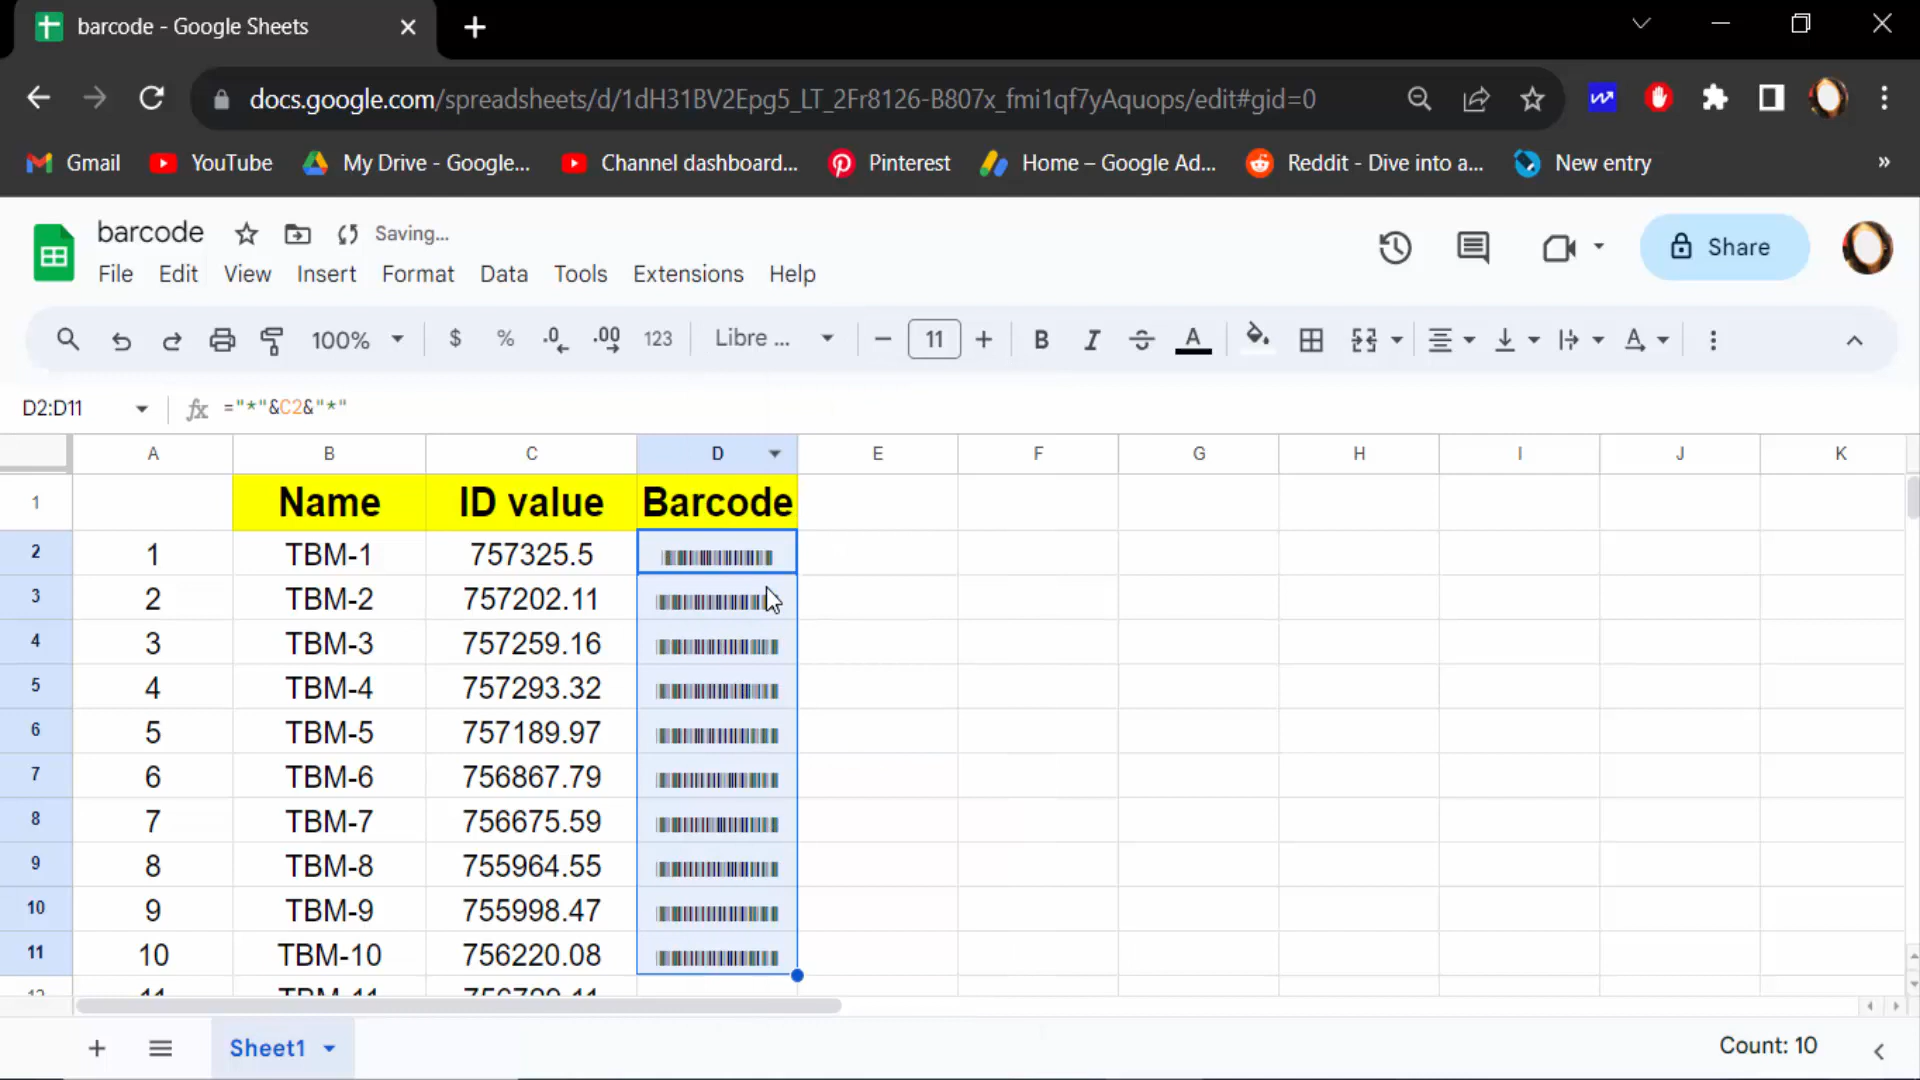 barcode - Google Sheets
docs.google.com/spreadsheets/d/1dH31BV2Epg5_LT_2Fr8126-B807x_fmi1qf7yAquops/edit#gid=0
Gmail YouTube My Drive - Google... Channel dashboard... Pinterest Home – Google Ad... Reddit - Dive into a... New entry »
barcode Saving...
File Edit View Insert Format Data Tools Extensions Help
Share
100% $ % .0 .00 123 Libre ... 11 B I A
D2:D11 fx ="*"&C2&"*"
A B C D E F G H I J K
1 Name ID value Barcode
2 1 TBM-1 757325.5
3 2 TBM-2 757202.11
4 3 TBM-3 757259.16
5 4 TBM-4 757293.32
6 5 TBM-5 757189.97
7 6 TBM-6 756867.79
8 7 TBM-7 756675.59
9 8 TBM-8 755964.55
10 9 TBM-9 755998.47
11 10 TBM-10 756220.08
12 11 TBM-11
Sheet1 Count: 10